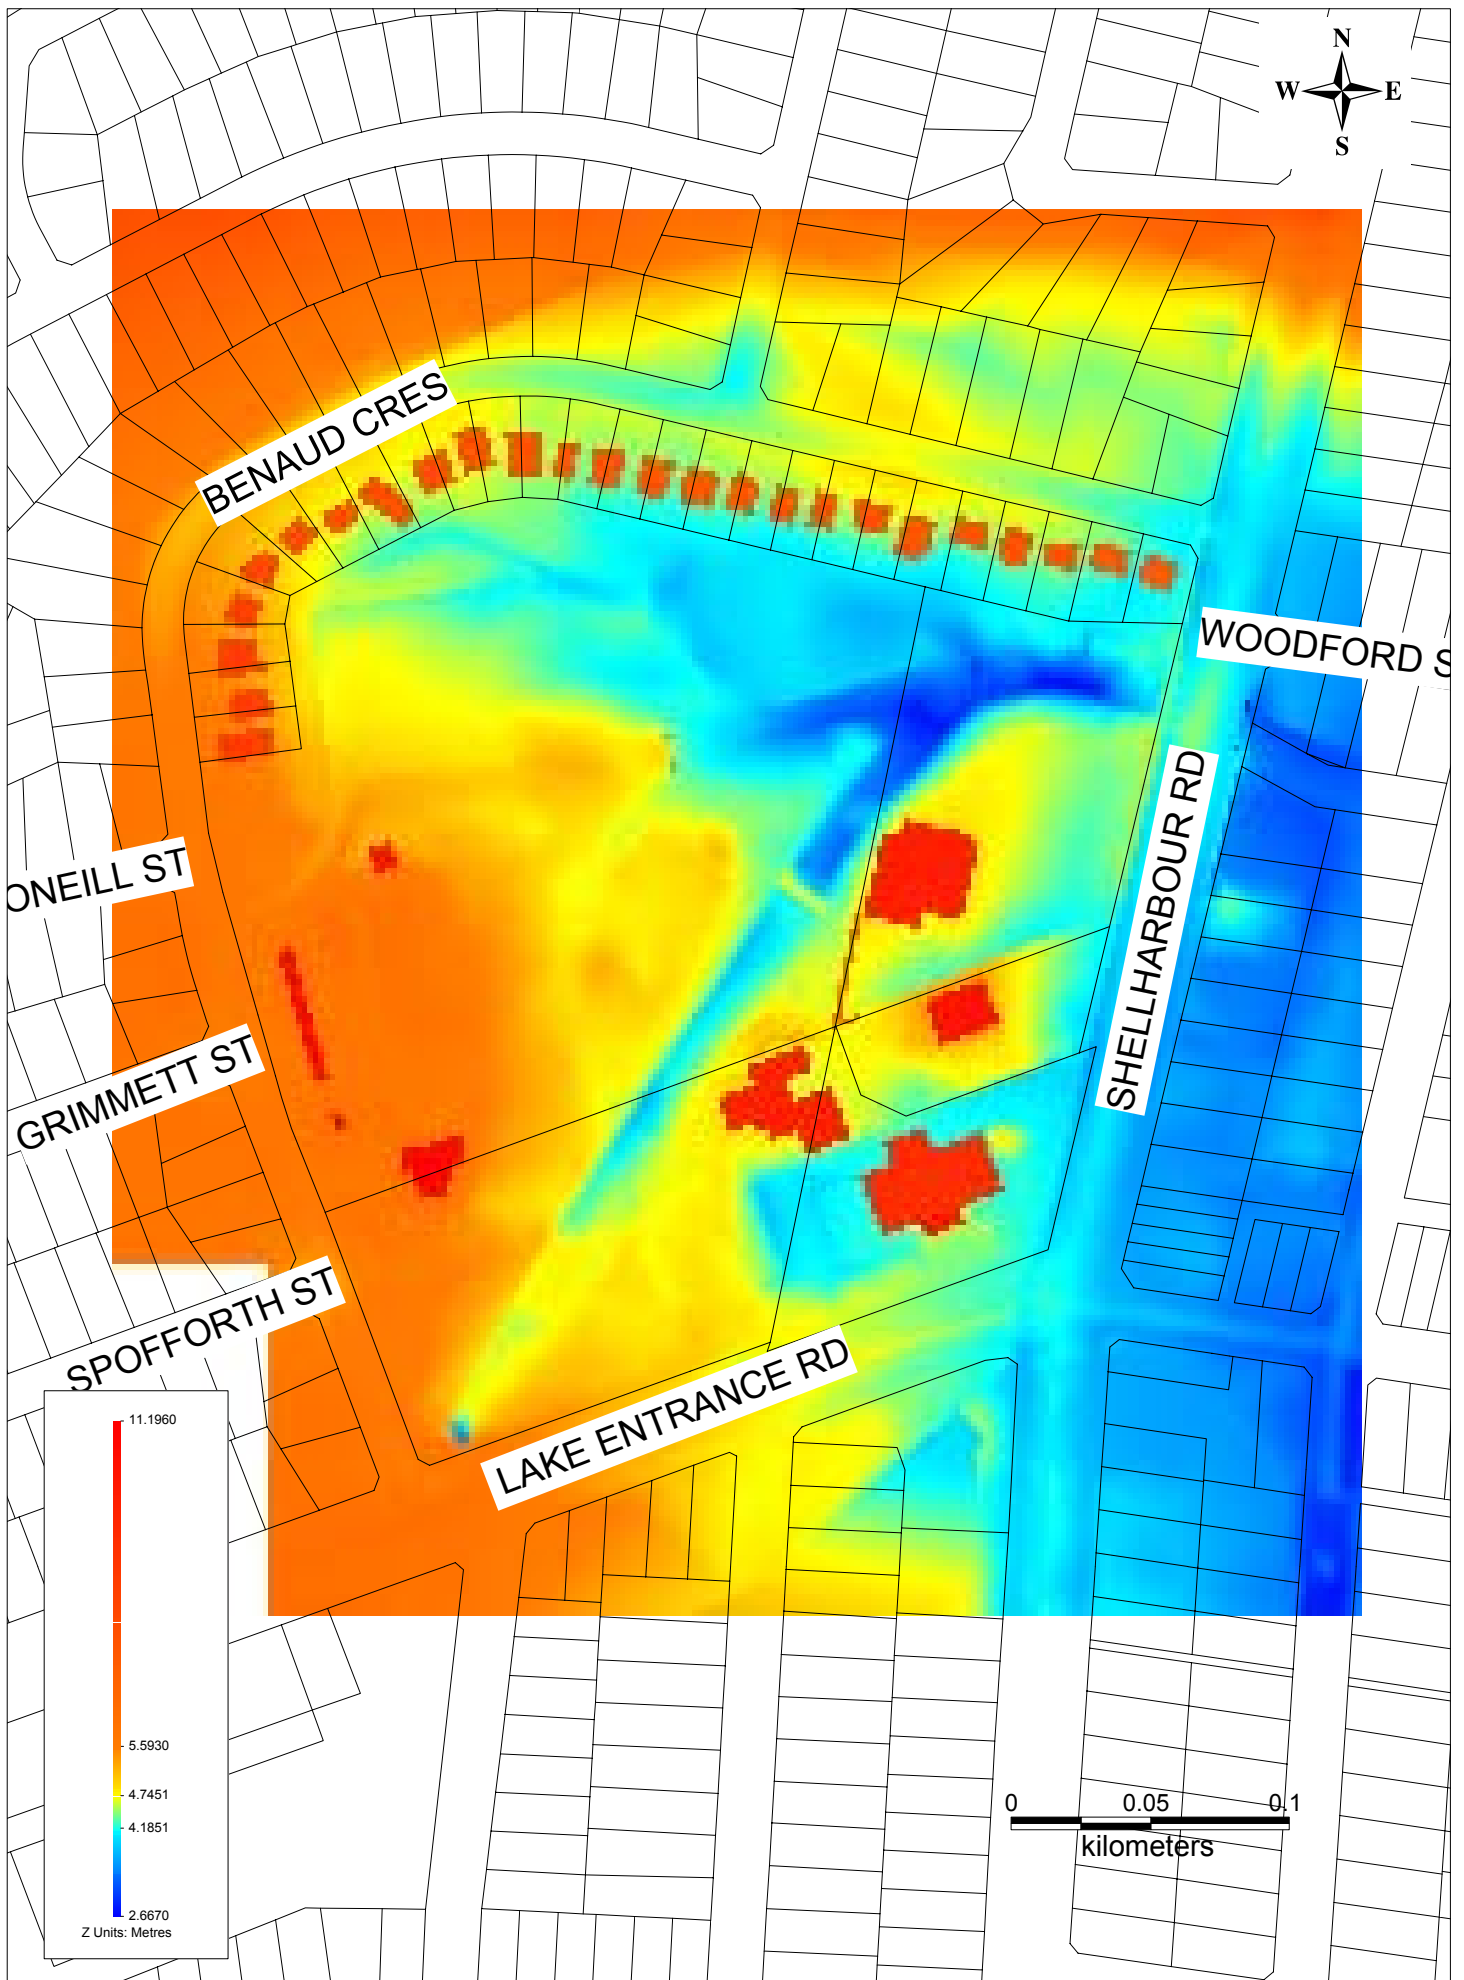 N
W E
S
BENAUD CRES
WOODFORD S
SHELLHARBOUR RD
ONEILL ST
GRIMMETT ST
SPOFFORTH ST
LAKE ENTRANCE RD
11.1960
5.5930
4.7451
4.1851
2.6670
Z Units: Metres
0 0.05 0.1
kilometers